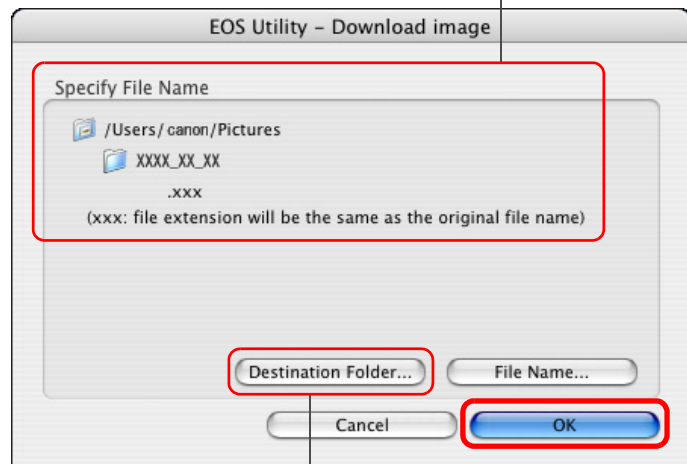 EOS Utility – Download image
Specify File Name
/Users/ canon/Pictures
XXXX_XX_XX
.xxx
(xxx: file extension will be the same as the original file name)
Destination Folder... File Name...
Cancel OK